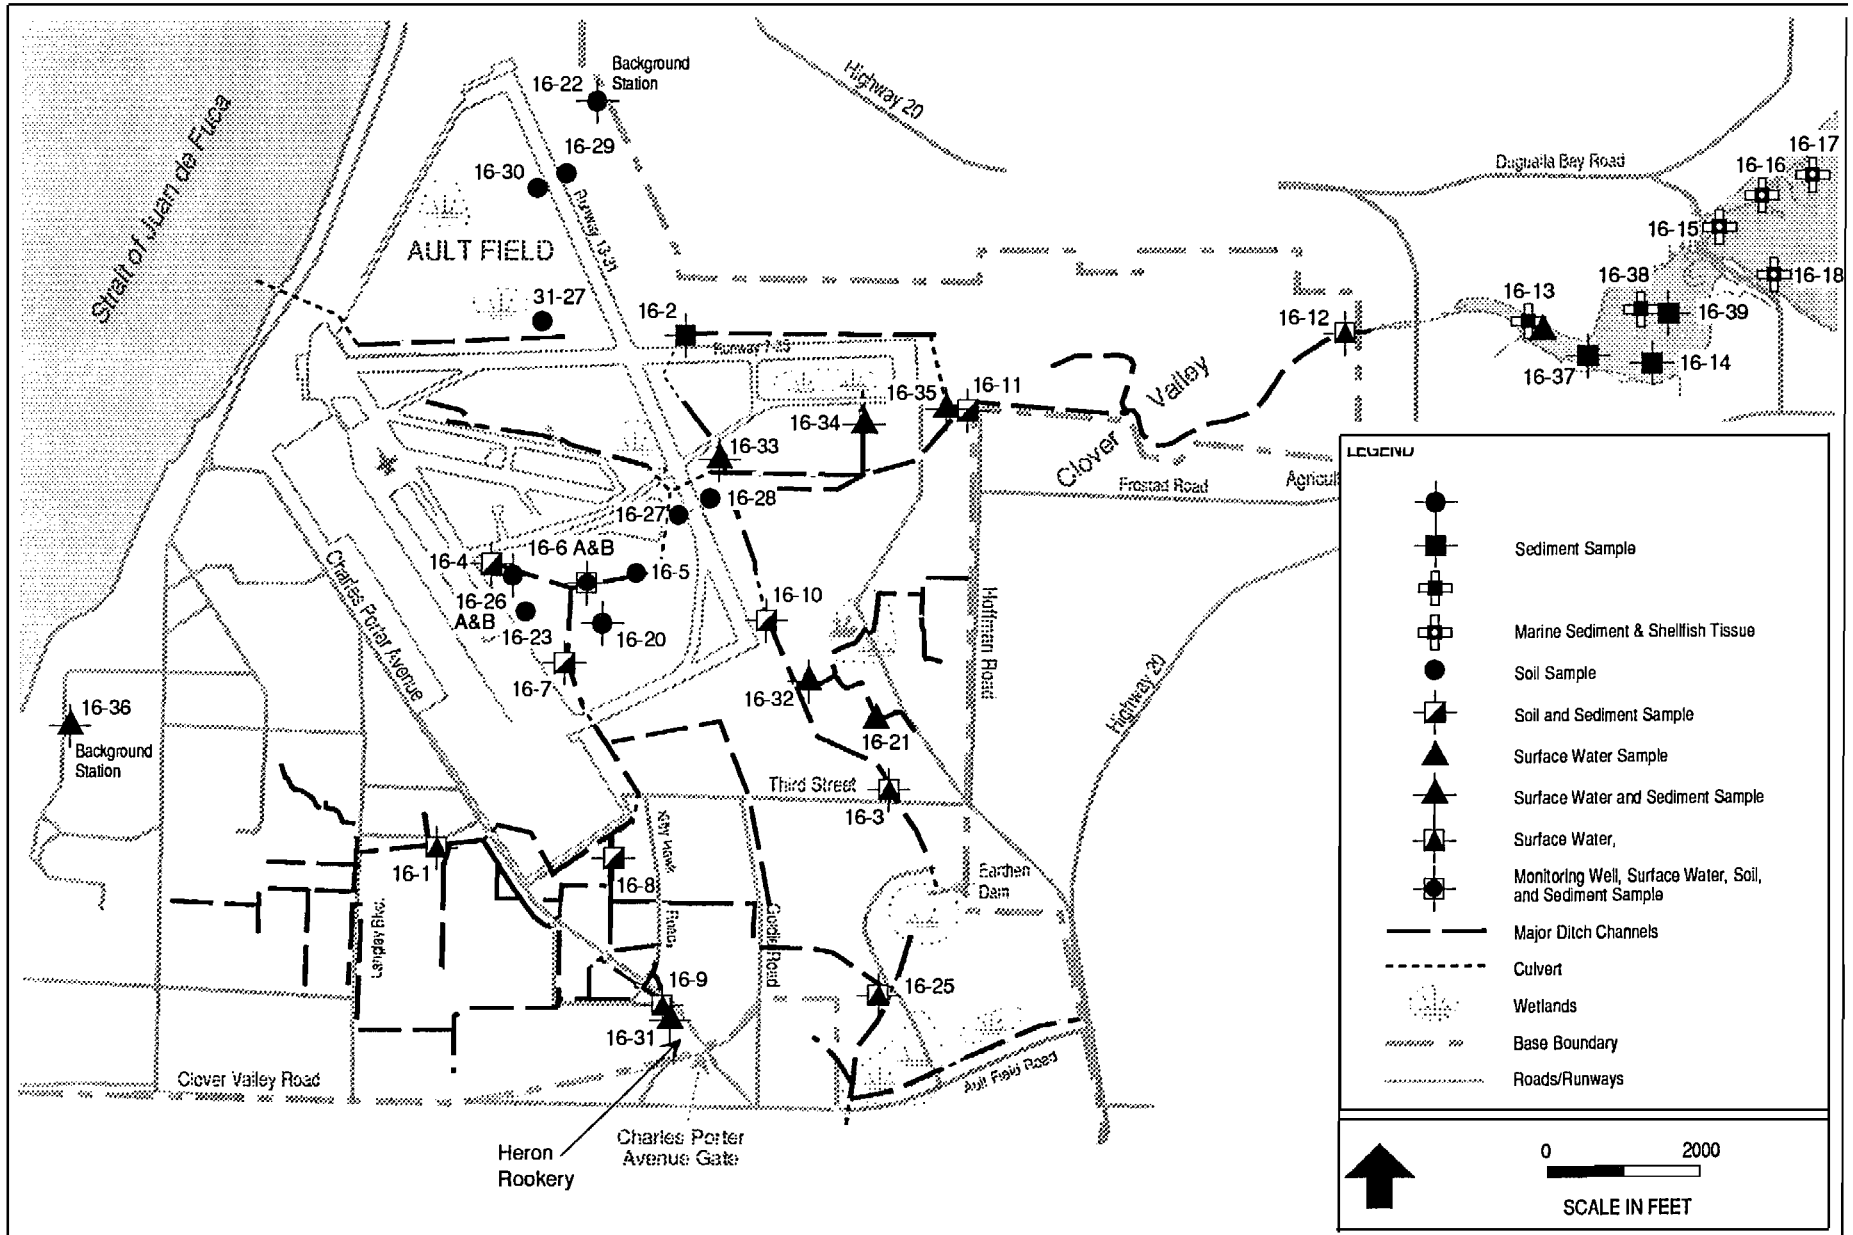 Background
Station
16-22
Highway 20
16-29
16-30
Runway 13-31
Strait of Juan de Fuca
AULT FIELD
31-27
16-2
Runway 7-25
Dugualla Bay Road
16-17
16-16
16-15
16-18
16-38
16-39
16-13
16-12
16-37
16-14
16-35
16-11
16-34
16-33
Clover Valley
Frostad Road
Agricul
16-28
16-27
16-6 A&B
16-4
16-5
16-26
A&B
16-23
16-20
16-7
16-10
Hoffman Road
Charles Porter Avenue
16-32
16-21
Highway 20
16-36
Background
Station
Third Street
16-3
16-1
16-8
Earthen
Dam
Langley Blvd.
Road
16-9
16-25
16-31
Clover Valley Road
Ault Field Road
Heron
Rookery
Charles Porter
Avenue Gate
LEGEND
Sediment Sample
Marine Sediment & Shellfish Tissue
Soil Sample
Soil and Sediment Sample
Surface Water Sample
Surface Water and Sediment Sample
Surface Water,
Monitoring Well, Surface Water, Soil,
and Sediment Sample
Major Ditch Channels
Culvert
Wetlands
Base Boundary
Roads/Runways
0 2000
SCALE IN FEET